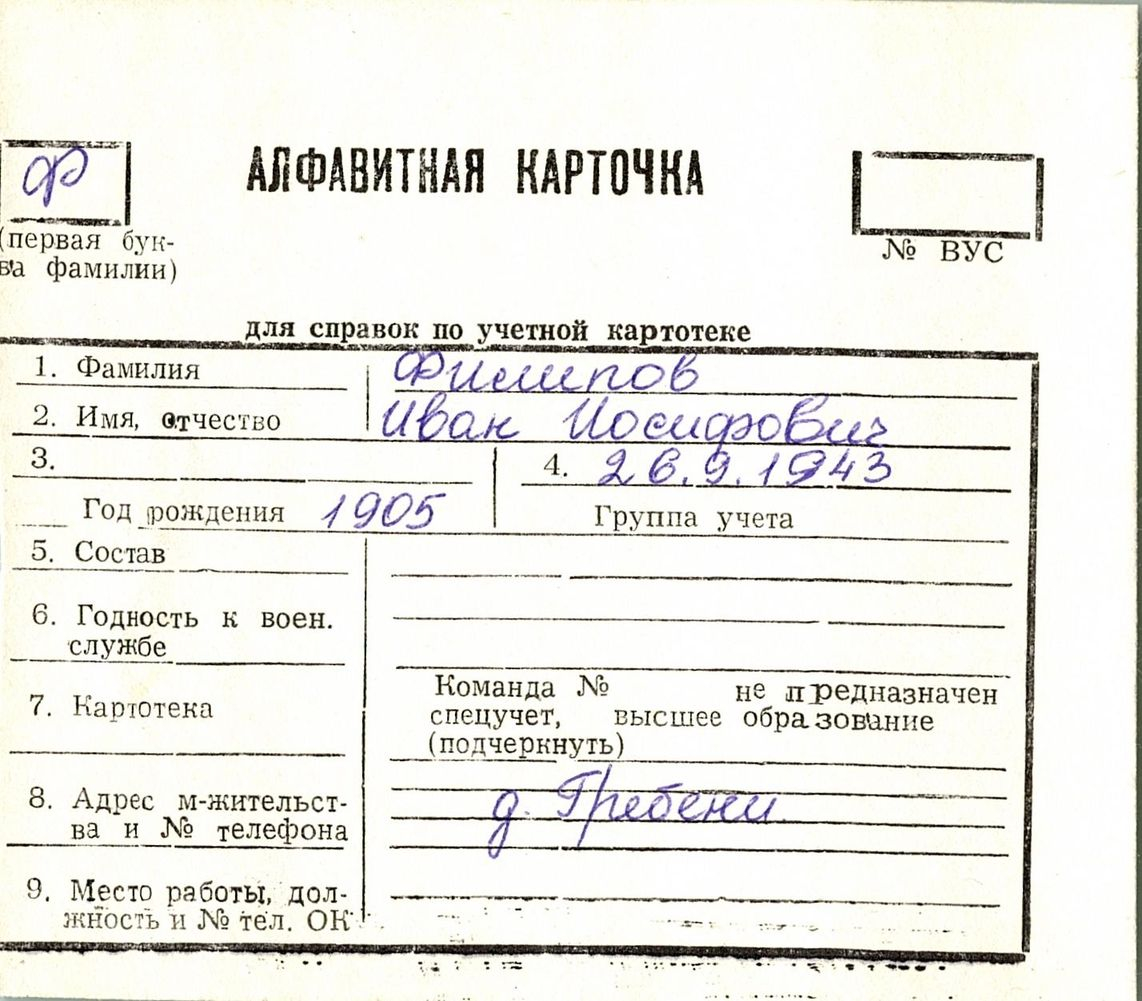 Ф
АЛФАВИТНАЯ КАРТОЧКА
(первая бук-
ва фамилии)
№ ВУС
для справок по учетной картотеке
1. Фамилия Филипов
2. Имя, отчество Иван Иосифович
3. 4. 26.9.1943
Год рождения 1905 Группа учета
5. Состав
6. Годность к воен.
службе
Команда № не предназначен
7. Картотека спецучет, высшее образование
(подчеркнуть)
8. Адрес м-жительст-
ва и № телефона
д. Гребени
9. Место работы, дол-
жность и № тел. ОК